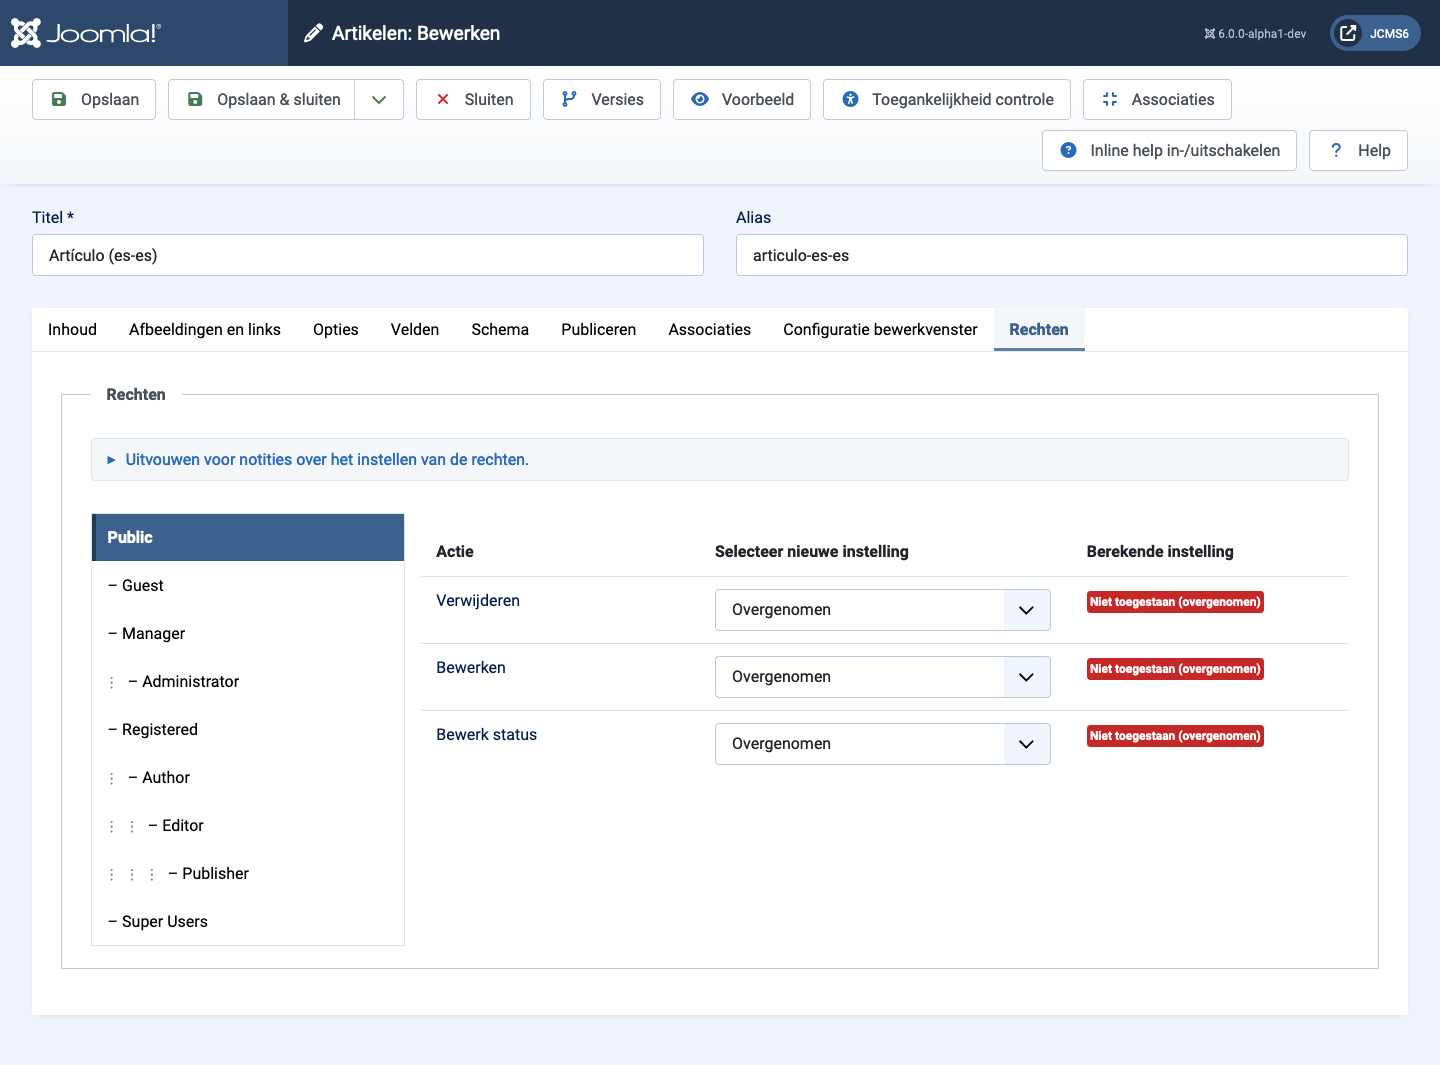 Joomla!®
Artikelen: Bewerken
6.0.0-alpha1-dev
JCMS6
Opslaan
Opslaan & sluiten
Sluiten
Versies
Voorbeeld
Toegankelijkheid controle
Associaties
Inline help in-/uitschakelen
? Help
Titel *
Alias
Artículo (es-es)
articulo-es-es
Inhoud
Afbeeldingen en links
Opties
Velden
Schema
Publiceren
Associaties
Configuratie bewerkvenster
Rechten
Rechten
Uitvouwen voor notities over het instellen van de rechten.
Public
– Guest
– Manager
– Administrator
– Registered
– Author
– Editor
– Publisher
– Super Users
Actie
Selecteer nieuwe instelling
Berekende instelling
Verwijderen
Overgenomen
Niet toegestaan (overgenomen)
Bewerken
Overgenomen
Niet toegestaan (overgenomen)
Bewerk status
Overgenomen
Niet toegestaan (overgenomen)